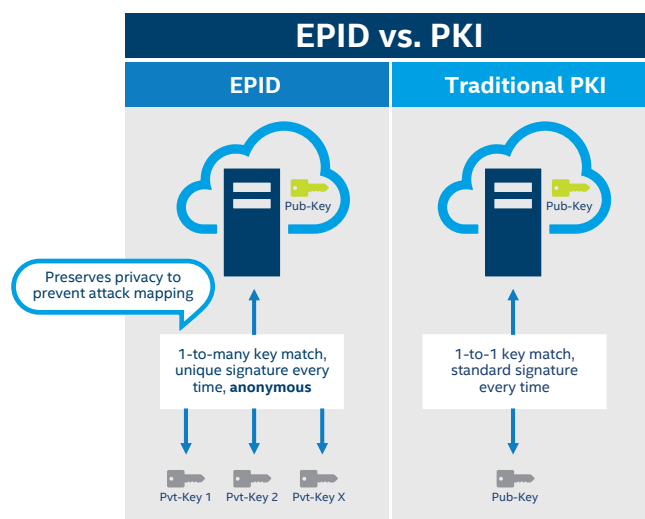 EPID vs. PKI
EPID
Traditional PKI
Pub-Key
Pub-Key
Preserves privacy to
prevent attack mapping
1-to-many key match,
unique signature every
time, anonymous
1-to-1 key match,
standard signature
every time
Pvt-Key 1
Pvt-Key 2
Pvt-Key X
Pub-Key